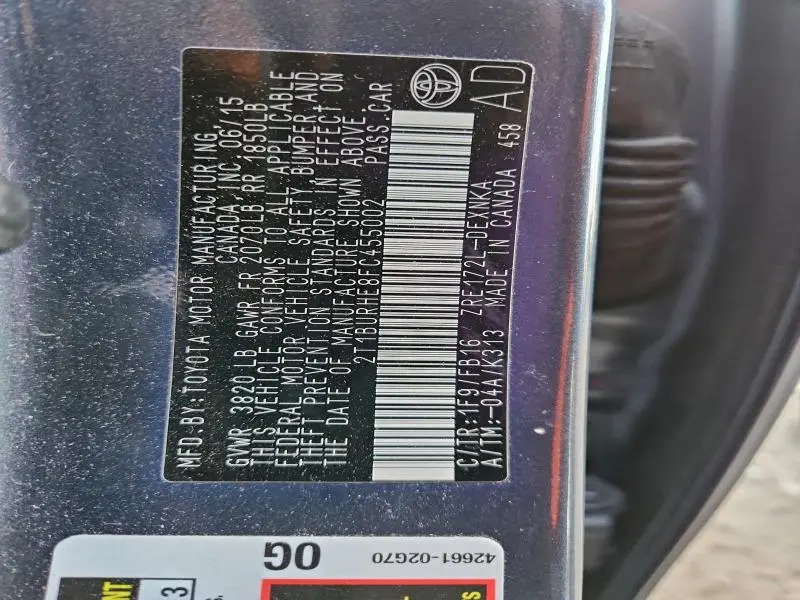 MFD.BY:TOYOTA MOTOR MANUFACTURING
CANADA INC. 06/15
GVWR 3820 LB GAWR FR 2070LB RR 1850LB
THIS VEHICLE CONFORMS TO ALL APPLICABLE
FEDERAL MOTOR VEHICLE SAFETY, BUMPER, AND
THEFT PREVENTION STANDARDS IN EFFECT ON
THE DATE OF MANUFACTURE SHOWN ABOVE
2T1BURHE8FC455002 PASS.CAR
C/TR:1F9/FB16 ZRE172L-DEXNKA
A/TM:-04A/K313 MADE IN CANADA 458
AD
42661-02G70
0G
3